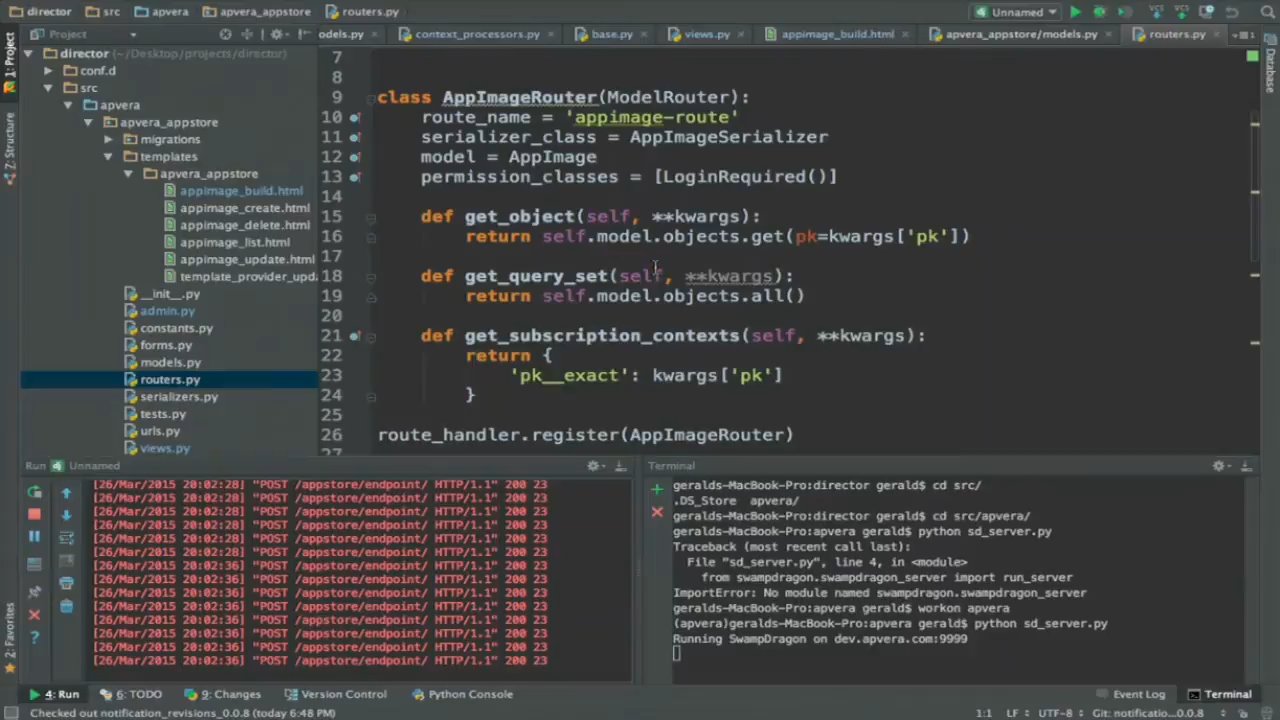 director src apvera apvera_appstore routers.py Unnamed
Project odels.py context_processors.py base.py views.py appimage_build.html apvera_appstore/models.py routers.py
1: Project
Z: Structure
2: Favorites
Database
director (~/Desktop/projects/director)
conf.d
src
apvera
apvera_appstore
migrations
templates
apvera_appstore
appimage_build.html
appimage_create.html
appimage_delete.html
appimage_list.html
appimage_update.html
template_provider_upda
__init__.py
admin.py
constants.py
forms.py
models.py
routers.py
serializers.py
tests.py
urls.py
views.py
7
8
9 class AppImageRouter(ModelRouter):
10 route_name = 'appimage-route'
11 serializer_class = AppImageSerializer
12 model = AppImage
13 permission_classes = [LoginRequired()]
14
15 def get_object(self, **kwargs):
16 return self.model.objects.get(pk=kwargs['pk'])
17
18 def get_query_set(self, **kwargs):
19 return self.model.objects.all()
20
21 def get_subscription_contexts(self, **kwargs):
22 return {
23 'pk__exact': kwargs['pk']
24 }
25
26 route_handler.register(AppImageRouter)
27
Run Unnamed
[26/Mar/2015 20:02:28] "POST /appstore/endpoint/ HTTP/1.1" 200 23
[26/Mar/2015 20:02:28] "POST /appstore/endpoint/ HTTP/1.1" 200 23
[26/Mar/2015 20:02:28] "POST /appstore/endpoint/ HTTP/1.1" 200 23
[26/Mar/2015 20:02:28] "POST /appstore/endpoint/ HTTP/1.1" 200 23
[26/Mar/2015 20:02:28] "POST /appstore/endpoint/ HTTP/1.1" 200 23
[26/Mar/2015 20:02:28] "POST /appstore/endpoint/ HTTP/1.1" 200 23
[26/Mar/2015 20:02:28] "POST /appstore/endpoint/ HTTP/1.1" 200 23
[26/Mar/2015 20:02:36] "POST /appstore/endpoint/ HTTP/1.1" 200 23
[26/Mar/2015 20:02:36] "POST /appstore/endpoint/ HTTP/1.1" 200 23
[26/Mar/2015 20:02:36] "POST /appstore/endpoint/ HTTP/1.1" 200 23
[26/Mar/2015 20:02:36] "POST /appstore/endpoint/ HTTP/1.1" 200 23
[26/Mar/2015 20:02:36] "POST /appstore/endpoint/ HTTP/1.1" 200 23
[26/Mar/2015 20:02:36] "POST /appstore/endpoint/ HTTP/1.1" 200 23
[26/Mar/2015 20:02:36] "POST /appstore/endpoint/ HTTP/1.1" 200 23
Terminal
geralds-MacBook-Pro:director gerald$ cd src/
.DS_Store apvera/
geralds-MacBook-Pro:director gerald$ cd src/apvera/
geralds-MacBook-Pro:apvera gerald$ python sd_server.py
Traceback (most recent call last):
File "sd_server.py", line 4, in <module>
from swampdragon.swampdragon_server import run_server
ImportError: No module named swampdragon.swampdragon_server
geralds-MacBook-Pro:apvera gerald$ workon apvera
(apvera)geralds-MacBook-Pro:apvera gerald$ python sd_server.py
Running SwampDragon on dev.apvera.com:9999
4: Run 6: TODO 9: Changes Version Control Python Console Event Log Terminal
Checked out notification_revisions_0.0.8 (today 6:48 PM) 1:1 LF UTF-8 Git: notificatio...0.0.8